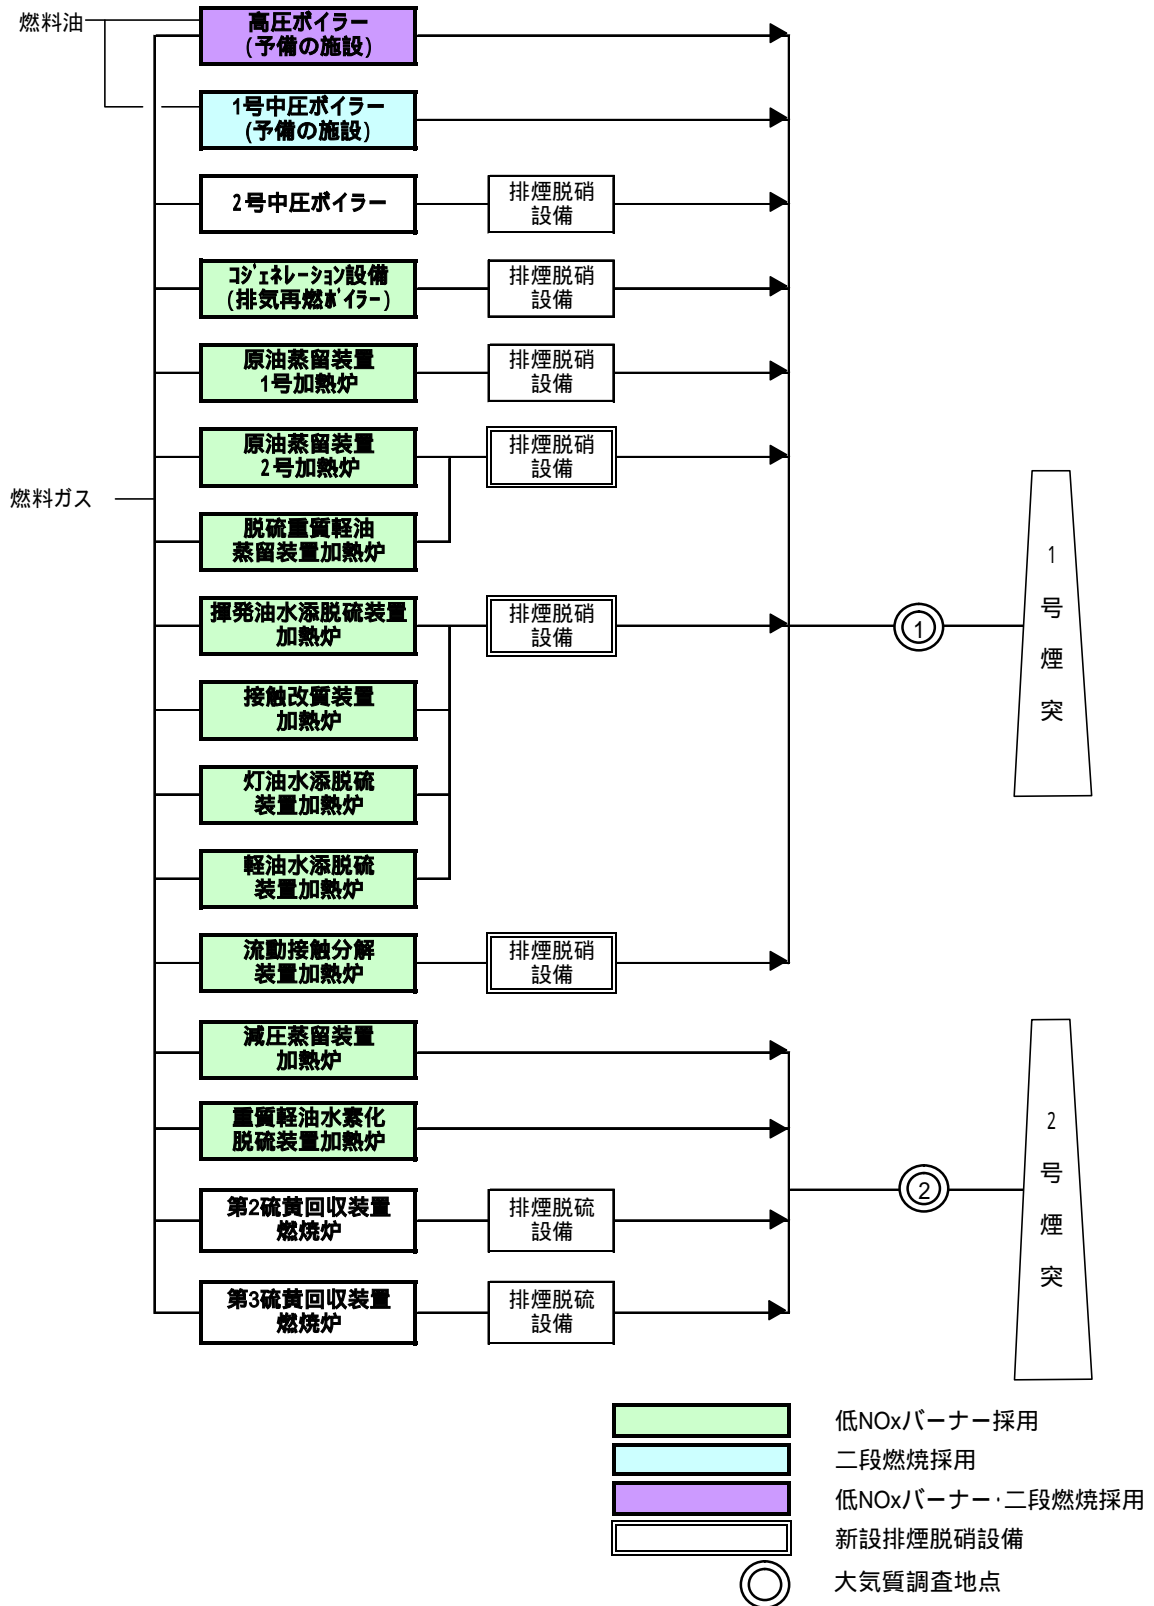 燃料油
高圧ボイラー
(予備の施設)
1号中圧ボイラー
(予備の施設)
2号中圧ボイラー
排煙脱硝
設備
コジェネレーション設備
(排気再燃ボイラー)
排煙脱硝
設備
原油蒸留装置
1号加熱炉
排煙脱硝
設備
原油蒸留装置
2号加熱炉
排煙脱硝
設備
燃料ガス
脱硫重質軽油
蒸留装置加熱炉
揮発油水添脱硫装置
加熱炉
排煙脱硝
設備
接触改質装置
加熱炉
灯油水添脱硫
装置加熱炉
軽油水添脱硫
装置加熱炉
流動接触分解
装置加熱炉
排煙脱硝
設備
1
1
号
煙
突
減圧蒸留装置
加熱炉
重質軽油水素化
脱硫装置加熱炉
第2硫黄回収装置
燃焼炉
排煙脱硫
設備
第3硫黄回収装置
燃焼炉
排煙脱硫
設備
2
2
号
煙
突
低NOxバーナー採用
二段燃焼採用
低NOxバーナー・二段燃焼採用
新設排煙脱硝設備
大気質調査地点